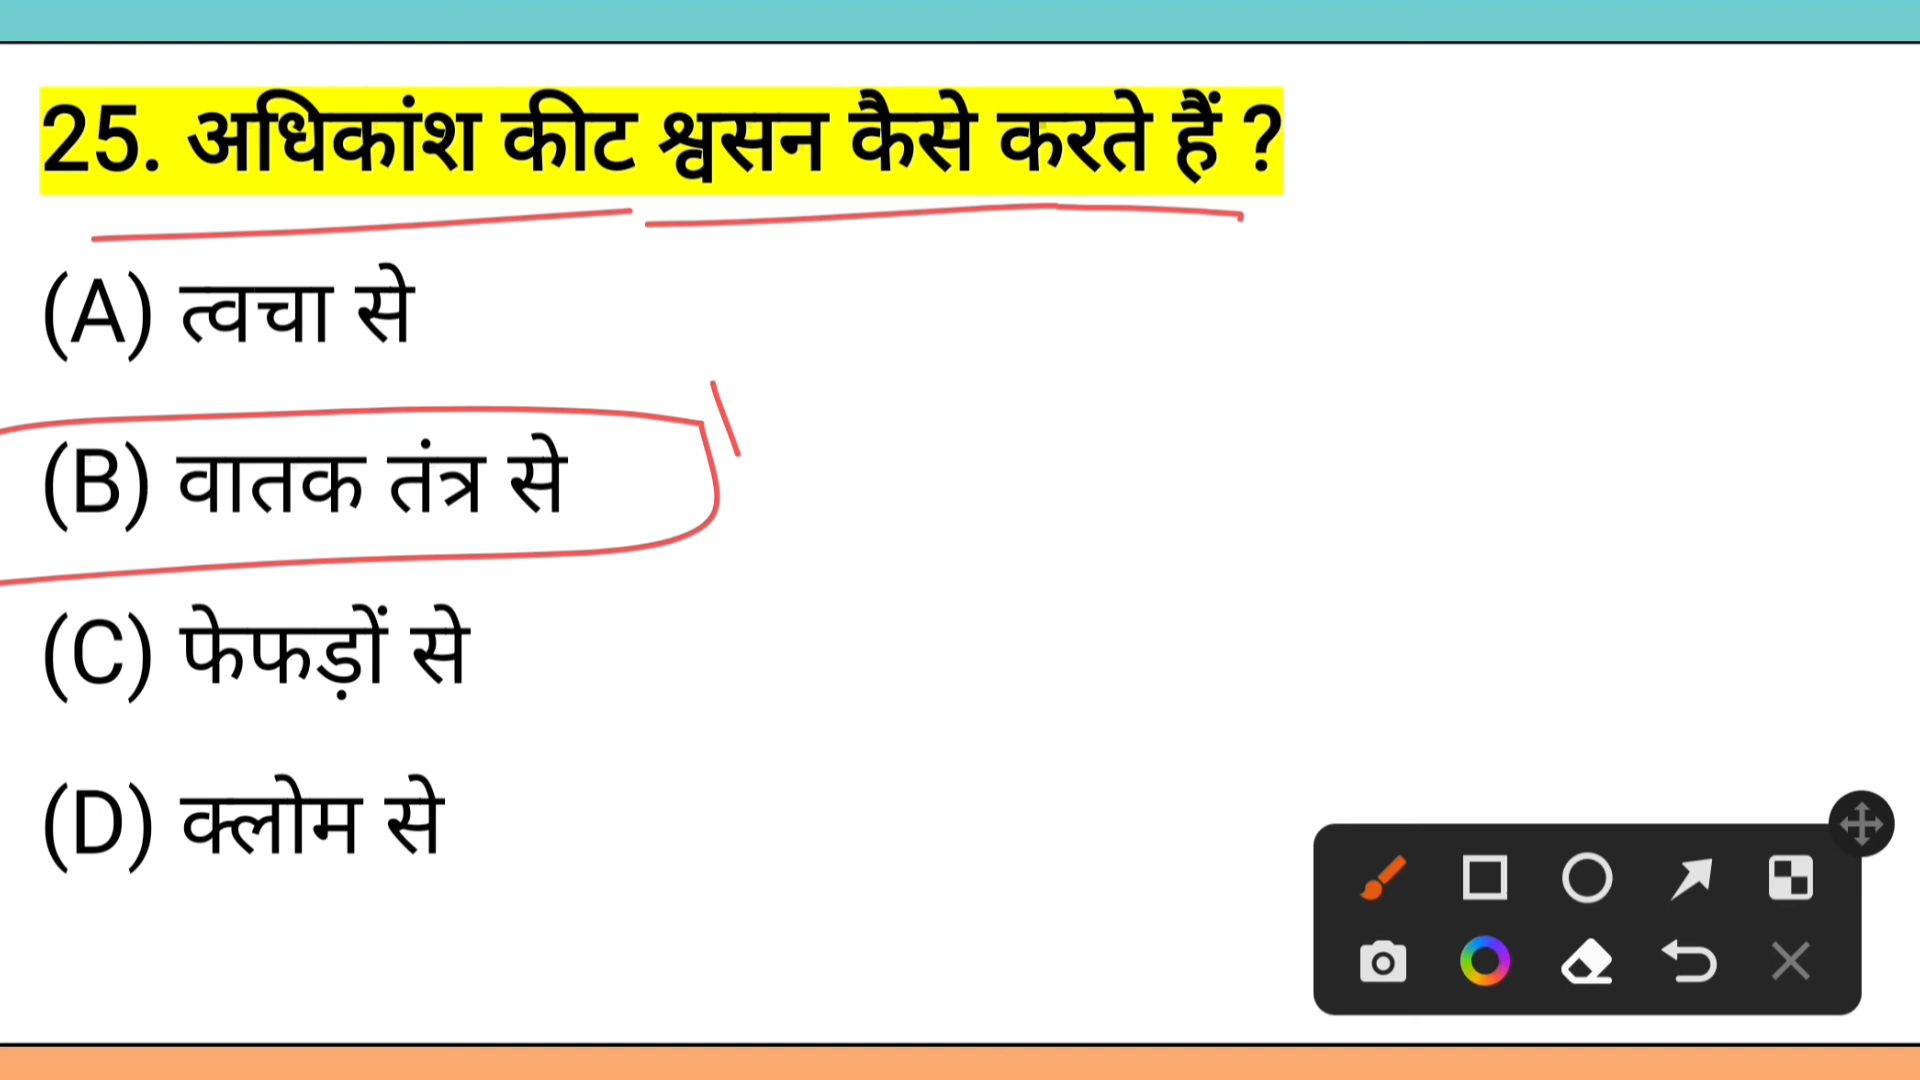 25. अधिकांश कीट श्वसन कैसे करते हैं ?
(A) त्वचा से
(B) वातक तंत्र से
(C) फेफड़ों से
(D) क्लोम से